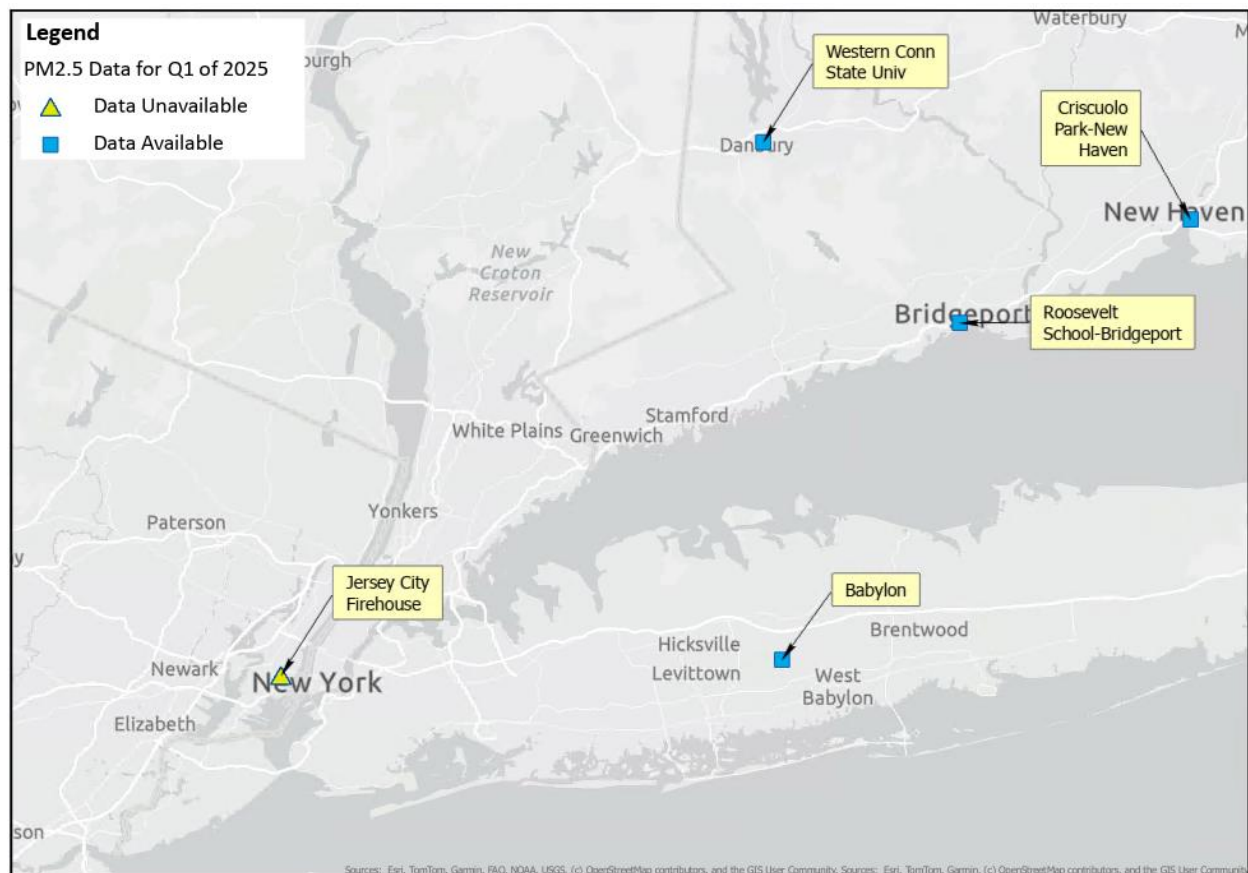 Legend
PM2.5 Data for Q1 of 2025
Data Unavailable
Data Available
Waterbury
Western Conn
State Univ
burgh
Criscuolo
Park-New
Haven
Danbury
New Haven
New
Croton
Reservoir
Bridgeport
Roosevelt
School-Bridgeport
Stamford
White Plains
Greenwich
Yonkers
Paterson
y
Jersey City
Firehouse
Babylon
Brentwood
Hicksville
Levittown
Newark
New York
West
Babylon
Elizabeth
son
Sources: Esri, TomTom, Garmin, FAO, NOAA, USGS, (c) OpenStreetMap contributors, and the GIS User Community, Sources: Esri, TomTom, Garmin, (c) OpenStreetMap contributors, and the GIS User Community